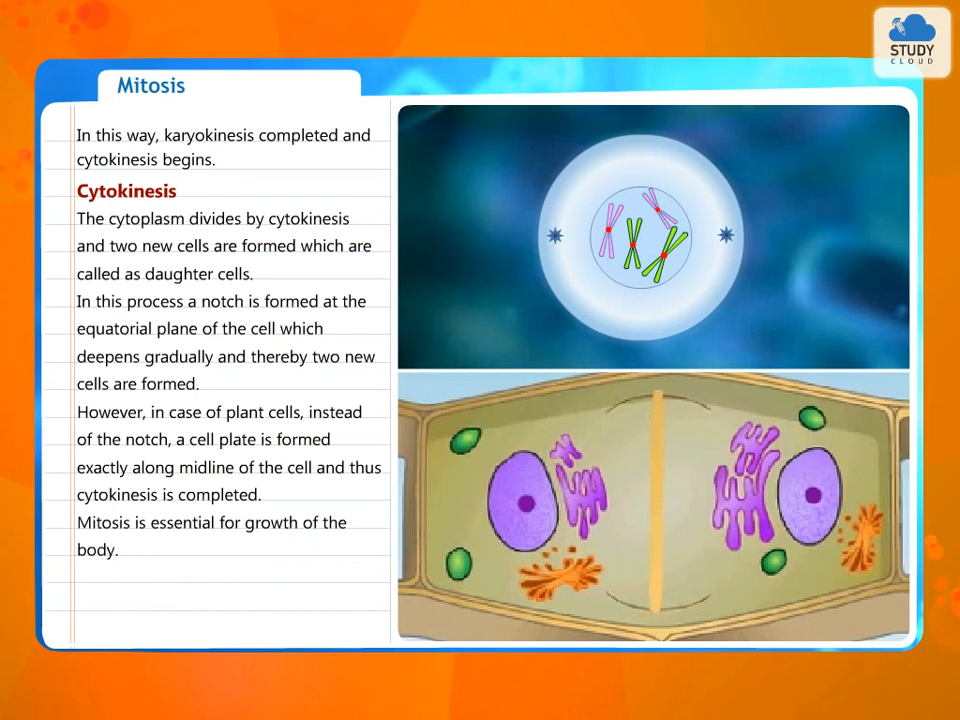 STUDY
CLOUD
Mitosis
In this way, karyokinesis completed and
cytokinesis begins.
Cytokinesis
The cytoplasm divides by cytokinesis
and two new cells are formed which are
called as daughter cells.
In this process a notch is formed at the
equatorial plane of the cell which
deepens gradually and thereby two new
cells are formed.
However, in case of plant cells, instead
of the notch, a cell plate is formed
exactly along midline of the cell and thus
cytokinesis is completed.
Mitosis is essential for growth of the
body.